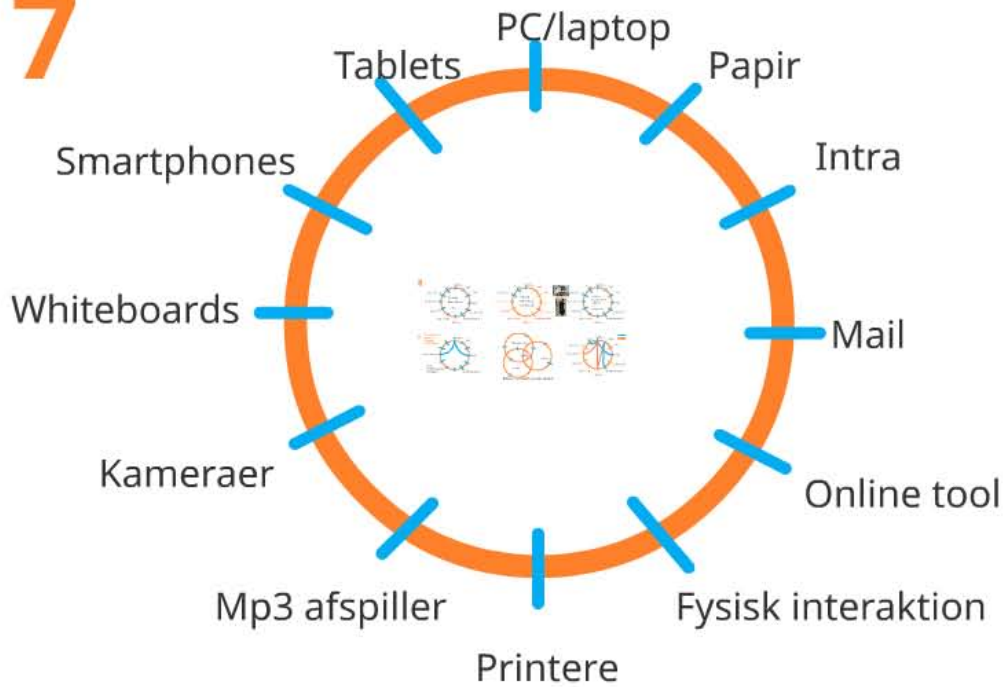 7
PC/laptop
Papir
Intra
Mail
Online tool
Fysisk interaktion
Printere
Mp3 afspiller
Kameraer
Whiteboards
Smartphones
Tablets